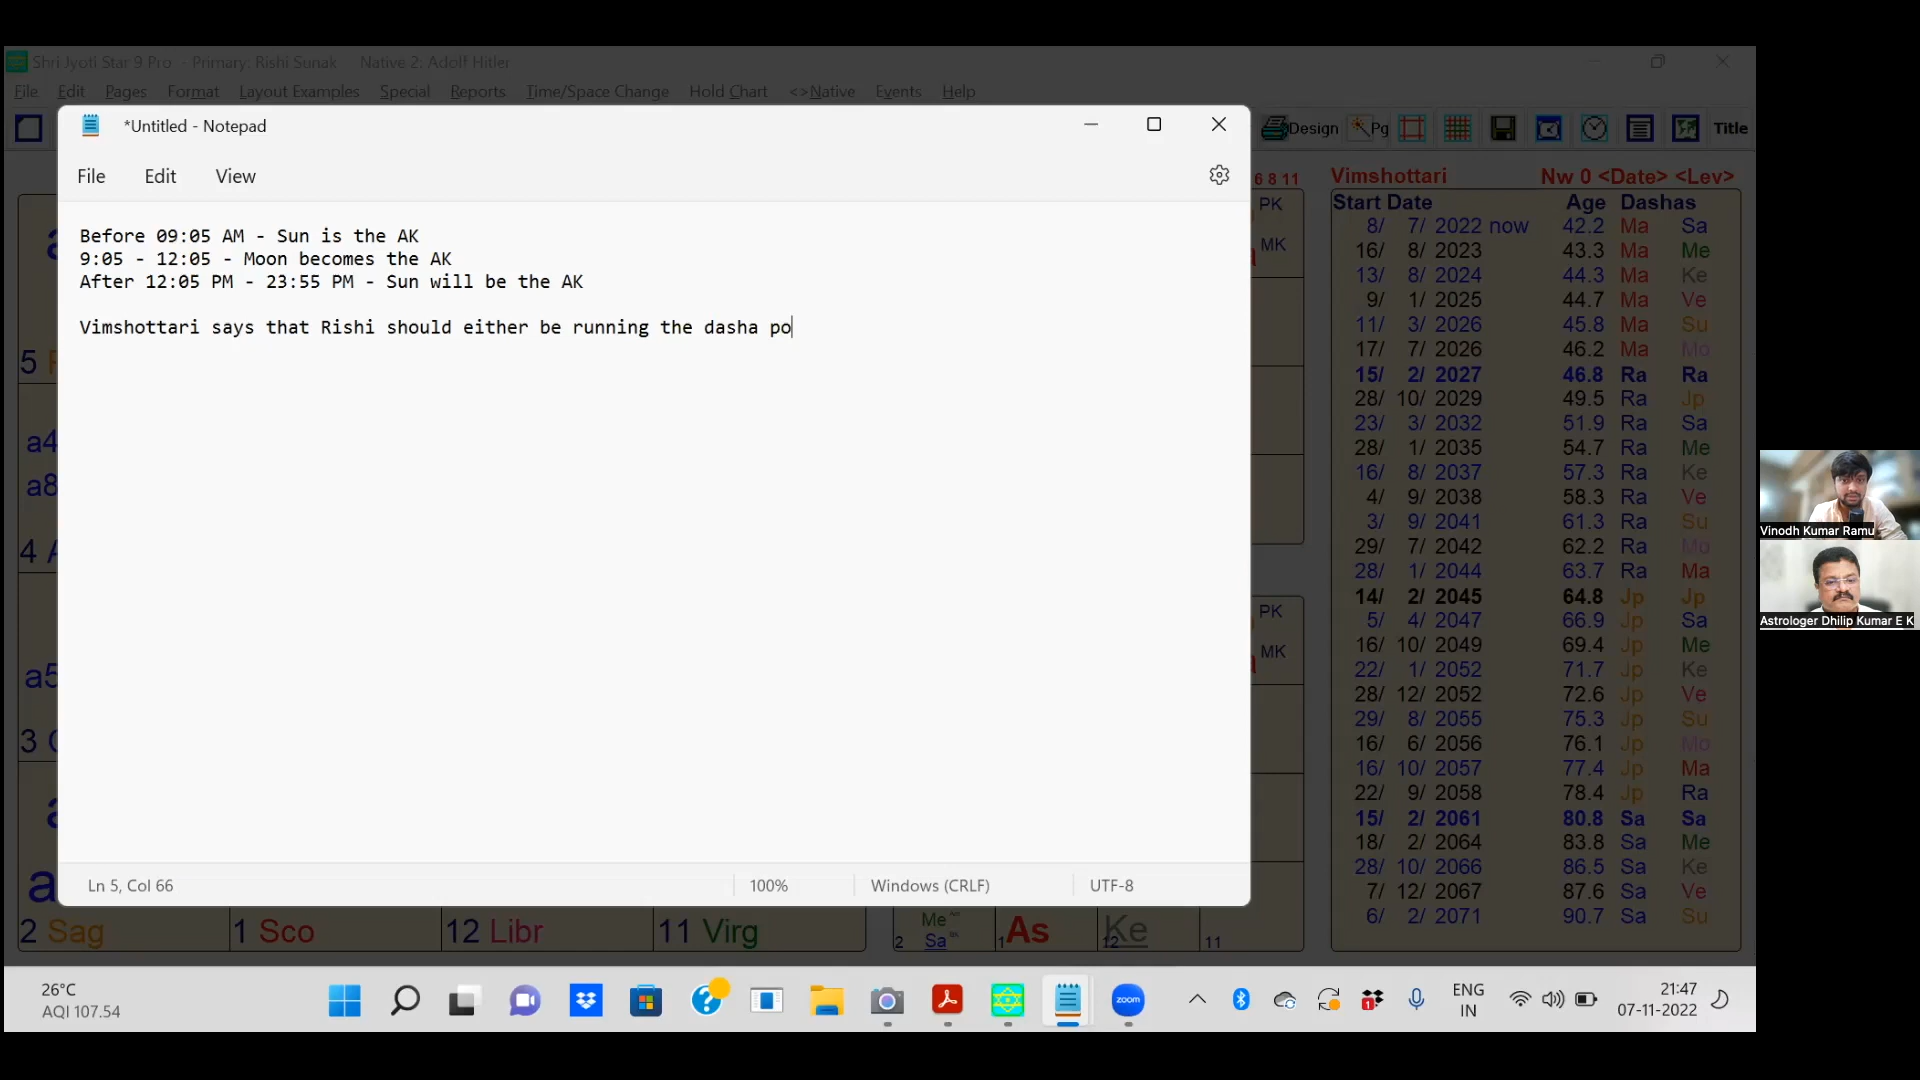 Shri Jyoti Star 9 Pro - Primary: Rishi Sunak Native 2. Adolf Hitler
File Edit Pages Format Layout Examples Special Reports Time/Space Change Hold Chart <>Native Events Help
*Untitled - Notepad
Design Pg Title
File Edit View
Before 09:05 AM - Sun is the AK
9:05 - 12:05 - Moon becomes the AK
After 12:05 PM - 23:55 PM - Sun will be the AK
Vimshottari says that Rishi should either be running the dasha po
Ln 5, Col 66 100% Windows (CRLF) UTF-8
5
a4
a8
4
a5
3
a
2 Sag 1 Sco 12 Libr 11 Virg
6 8 11
PK
MK
PK
MK
Me
2 Sa 1 As 12 Ke 11
Vimshottari Nw 0 <Date> <Lev>
Start Date Age Dashas
8/ 7/ 2022 now 42.2 Ma Sa
16/ 8/ 2023 43.3 Ma Me
13/ 8/ 2024 44.3 Ma Ke
9/ 1/ 2025 44.7 Ma Ve
11/ 3/ 2026 45.8 Ma Su
17/ 7/ 2026 46.2 Ma Mo
15/ 2/ 2027 46.8 Ra Ra
28/ 10/ 2029 49.5 Ra Jp
23/ 3/ 2032 51.9 Ra Sa
28/ 1/ 2035 54.7 Ra Me
16/ 8/ 2037 57.3 Ra Ke
4/ 9/ 2038 58.3 Ra Ve
3/ 9/ 2041 61.3 Ra Su
29/ 7/ 2042 62.2 Ra Mo
28/ 1/ 2044 63.7 Ra Ma
14/ 2/ 2045 64.8 Jp Jp
5/ 4/ 2047 66.9 Jp Sa
16/ 10/ 2049 69.4 Jp Me
22/ 1/ 2052 71.7 Jp Ke
28/ 12/ 2052 72.6 Jp Ve
29/ 8/ 2055 75.3 Jp Su
16/ 6/ 2056 76.1 Jp Mo
16/ 10/ 2057 77.4 Jp Ma
22/ 9/ 2058 78.4 Jp Ra
15/ 2/ 2061 80.8 Sa Sa
18/ 2/ 2064 83.8 Sa Me
28/ 10/ 2066 86.5 Sa Ke
7/ 12/ 2067 87.6 Sa Ve
6/ 2/ 2071 90.7 Sa Su
Vinodh Kumar Ramu
Astrologer Dhilip Kumar E K
26°C
AQI 107.54
zoom
1
ENG
IN
21:47
07-11-2022